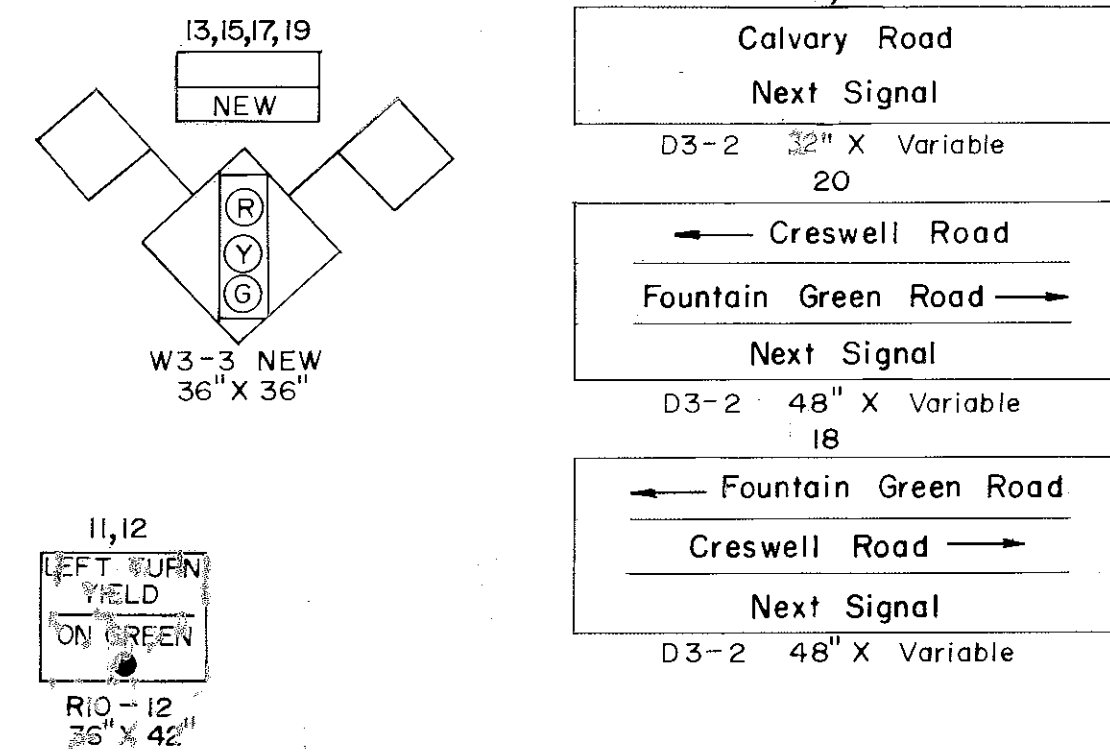 13,15,17,19
NEW
R
Y
G
W3-3 NEW
36" X 36"
11,12
LEFT TURN
YIELD
ON GREEN
R10-12
36" X 42"
Calvary Road
Next Signal
D3-2 32" X Variable
20
Creswell Road
Fountain Green Road
Next Signal
D3-2 48" X Variable
18
Fountain Green Road
Creswell Road
Next Signal
D3-2 48" X Variable